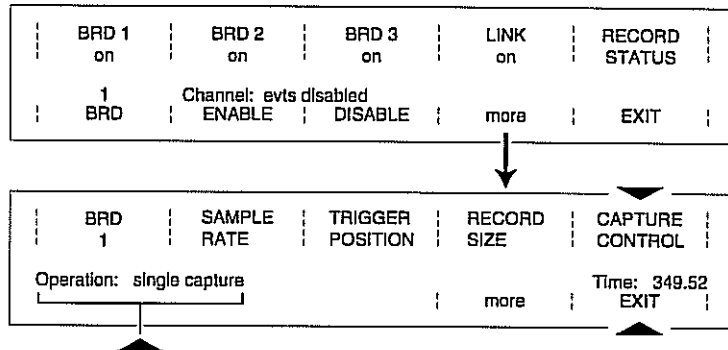 BRD 1 BRD 2 BRD 3 LINK RECORD
on on on on STATUS
1 Channel: evts disabled
BRD ENABLE DISABLE more EXIT
BRD SAMPLE TRIGGER RECORD CAPTURE
1 RATE POSITION SIZE CONTROL
Operation: single capture Time: 349.52
more EXIT